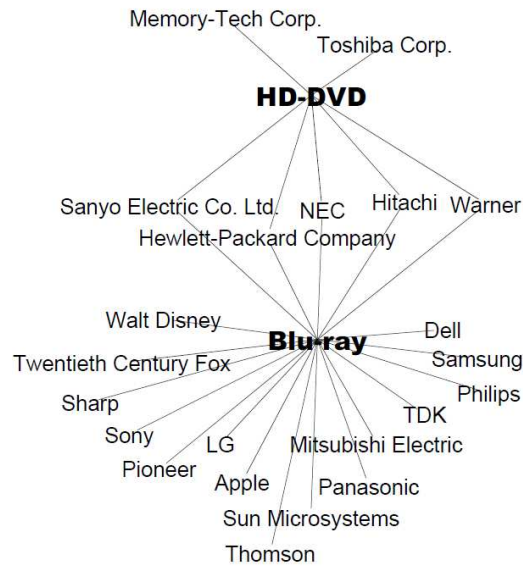 Memory-Tech Corp.
Toshiba Corp.
HD-DVD
Sanyo Electric Co. Ltd.
NEC
Hitachi
Warner
Hewlett-Packard Company
Walt Disney
Blu-ray
Dell
Twentieth Century Fox
Samsung
Sharp
Philips
Sony
TDK
LG
Mitsubishi Electric
Pioneer
Apple
Panasonic
Sun Microsystems
Thomson